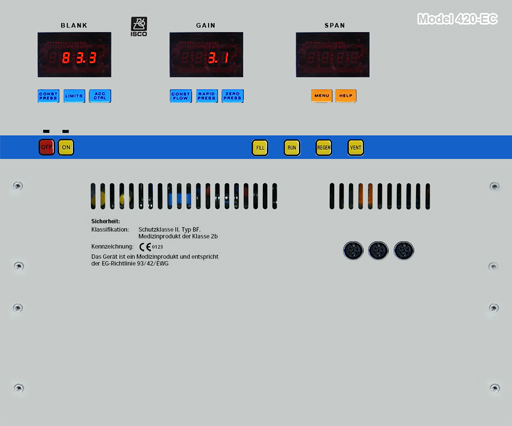 Model 420-EC
BLANK
ISCO
GAIN
SPAN
83.3
3.1
CONST PRESS
LIMITS
ACC CTRL
CONST FLOW
RAPID PRESS
ZERO PRESS
MENU
HELP
OFF
ON
FILL
RUN
REGER
VENT
Sicherheit:
Klassifikation: Schutzklasse II. Typ BF,
Medizinprodukt der Klasse 2b
Kennzeichnung: CE 0123
Das Gerät ist ein Medizinprodukt und entspricht
der EG-Richtlinie 93/42/EWG